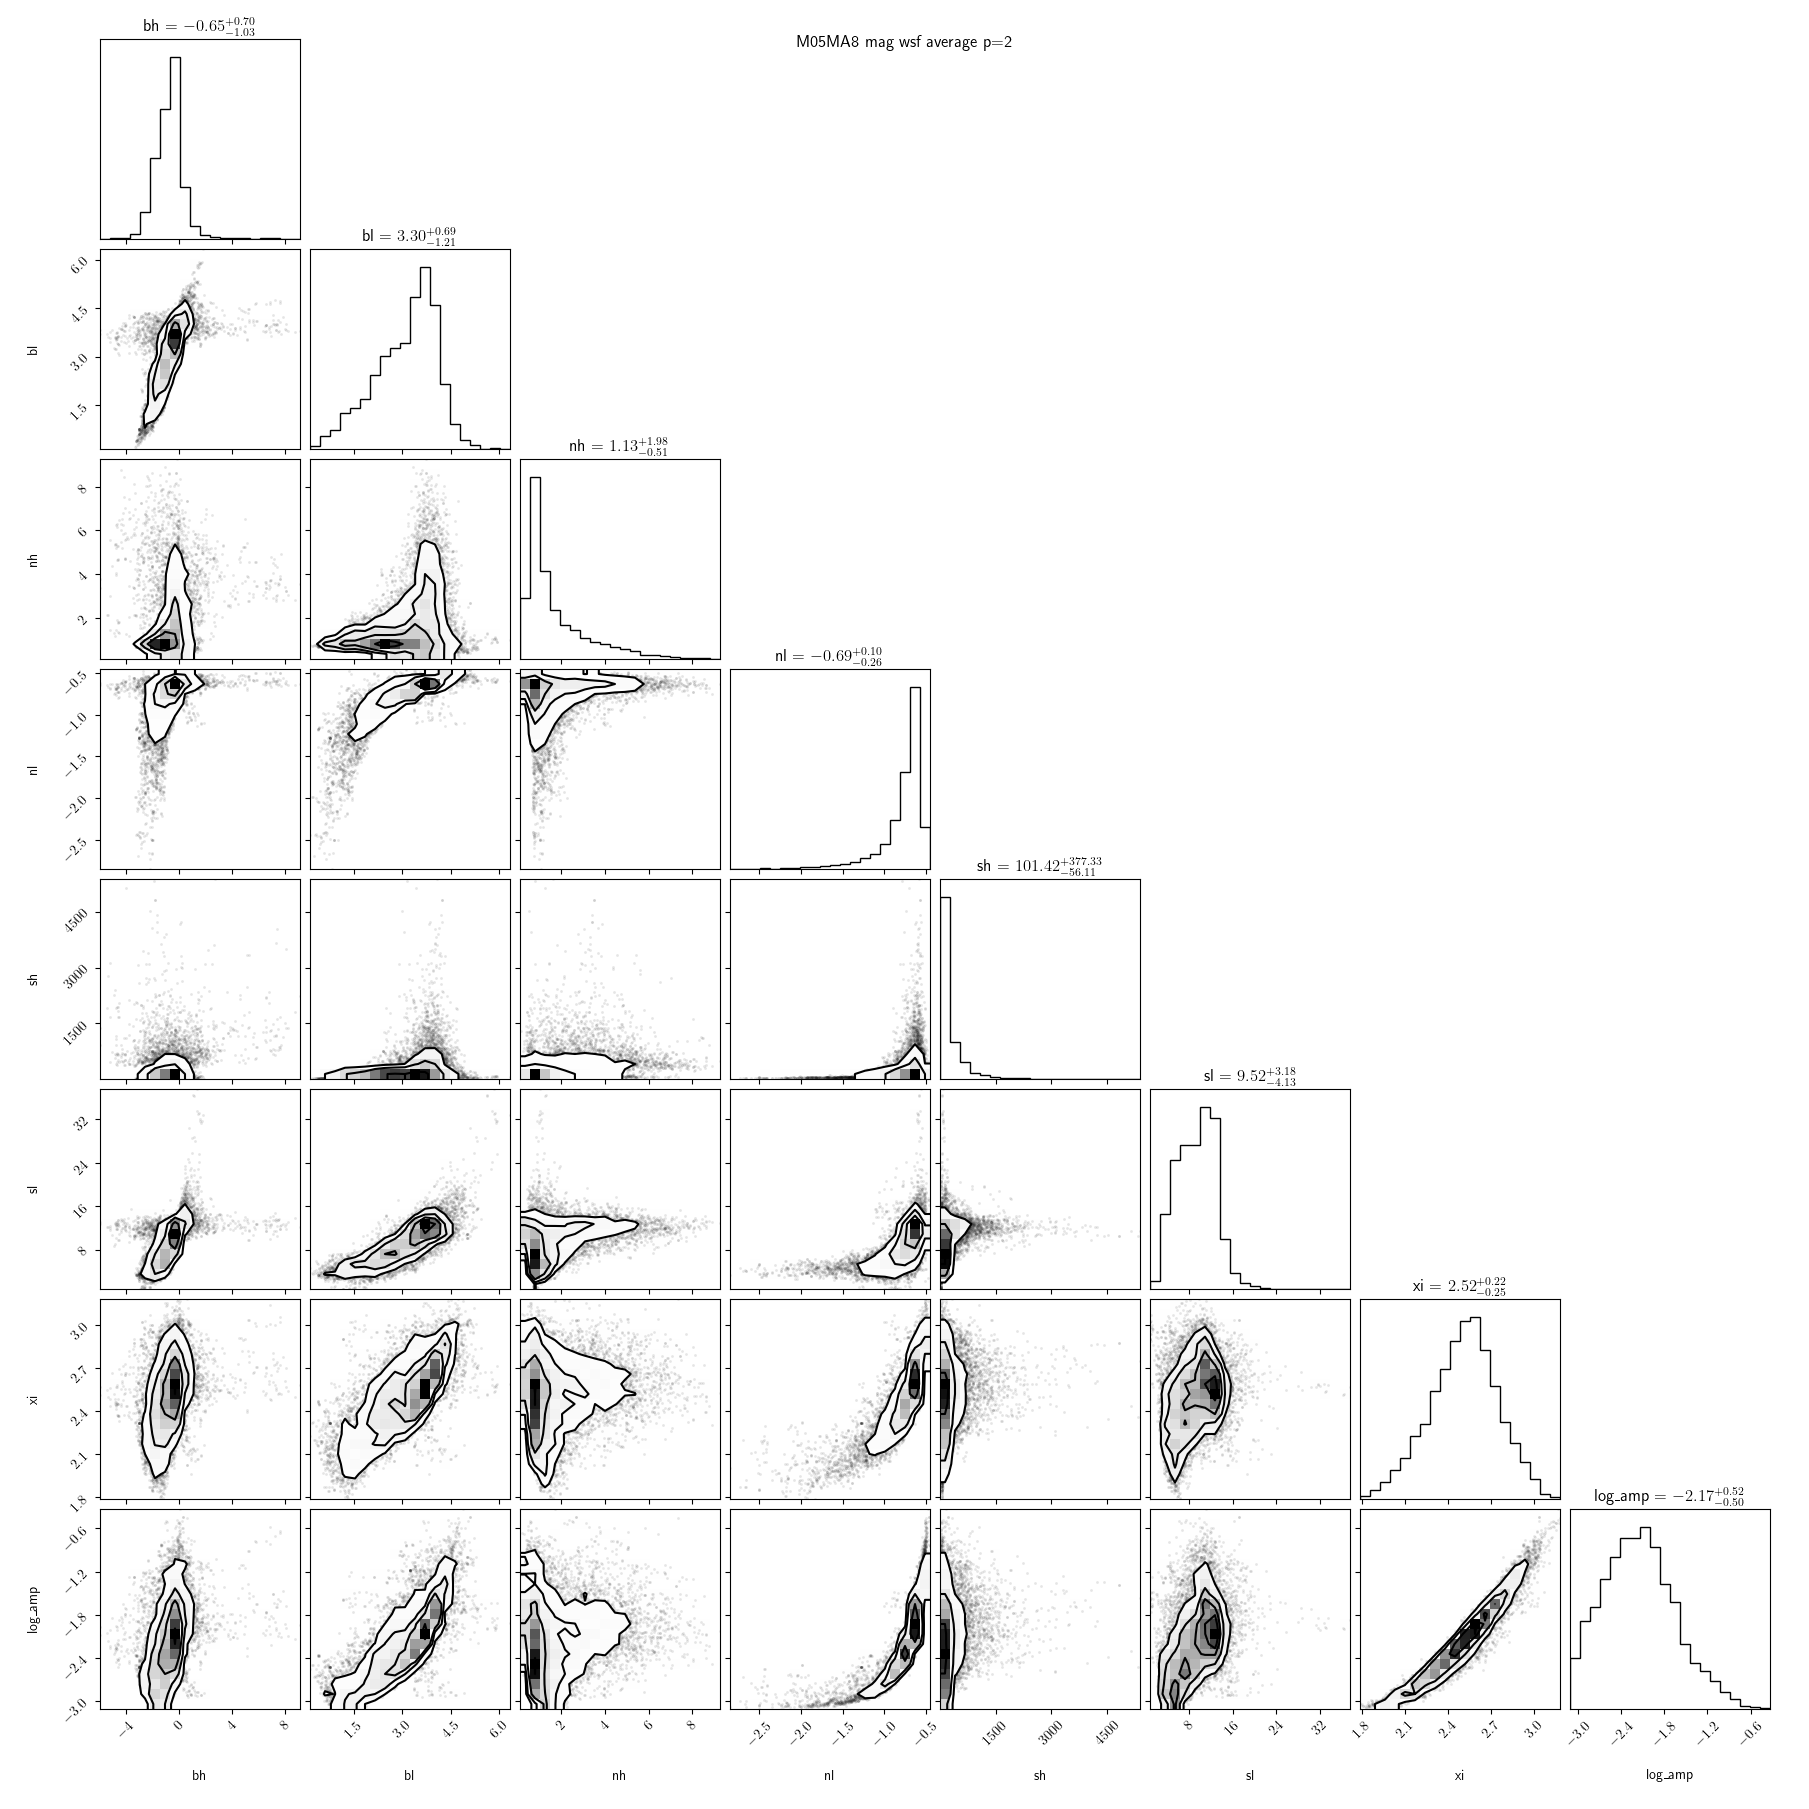 M05MA8 mag wsf average p=2
bh = −0.65+0.70−1.03
bl = 3.30+0.69−1.21
nh = 1.13+1.98−0.51
nl = −0.69+0.10−0.26
sh = 101.42+377.33−56.11
sl = 9.52+3.18−4.13
xi = 2.52+0.22−0.25
log_amp = −2.17+0.52−0.50
bl
6.0
4.5
3.0
1.5
nh
8
6
4
2
nl
−0.5
−1.0
−1.5
−2.0
−2.5
sh
4500
3000
1500
sl
32
24
16
8
xi
3.0
2.7
2.4
2.1
1.8
log_amp
−0.6
−1.2
−1.8
−2.4
−3.0
−4 0 4 8
1.5 3.0 4.5 6.0
2 4 6 8
−2.5 −2.0 −1.5 −1.0 −0.5
1500 3000 4500
8 16 24 32
1.8 2.1 2.4 2.7 3.0
−3.0 −2.4 −1.8 −1.2 −0.6
bh bl nh nl sh sl xi log_amp